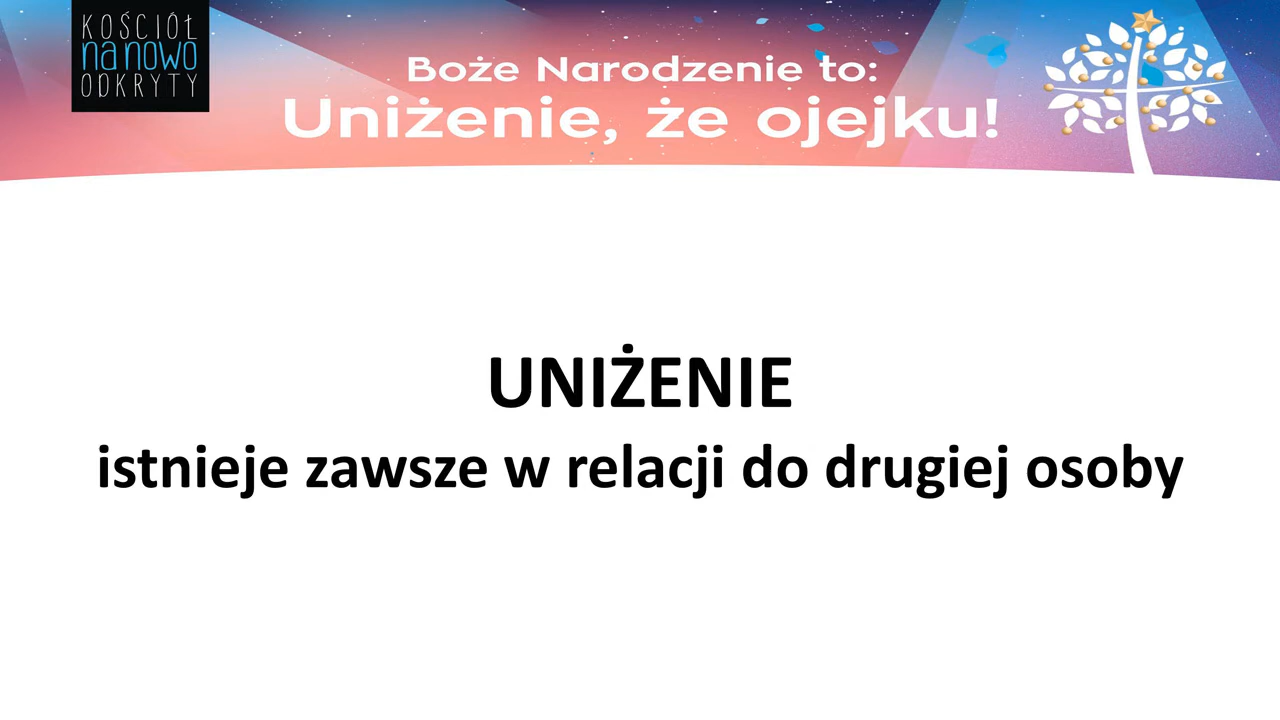 KOŚCIÓŁ
na nowo
ODKRYTY
Boże Narodzenie to:
Uniżenie, że ojejku!
UNIŻENIE
istnieje zawsze w relacji do drugiej osoby